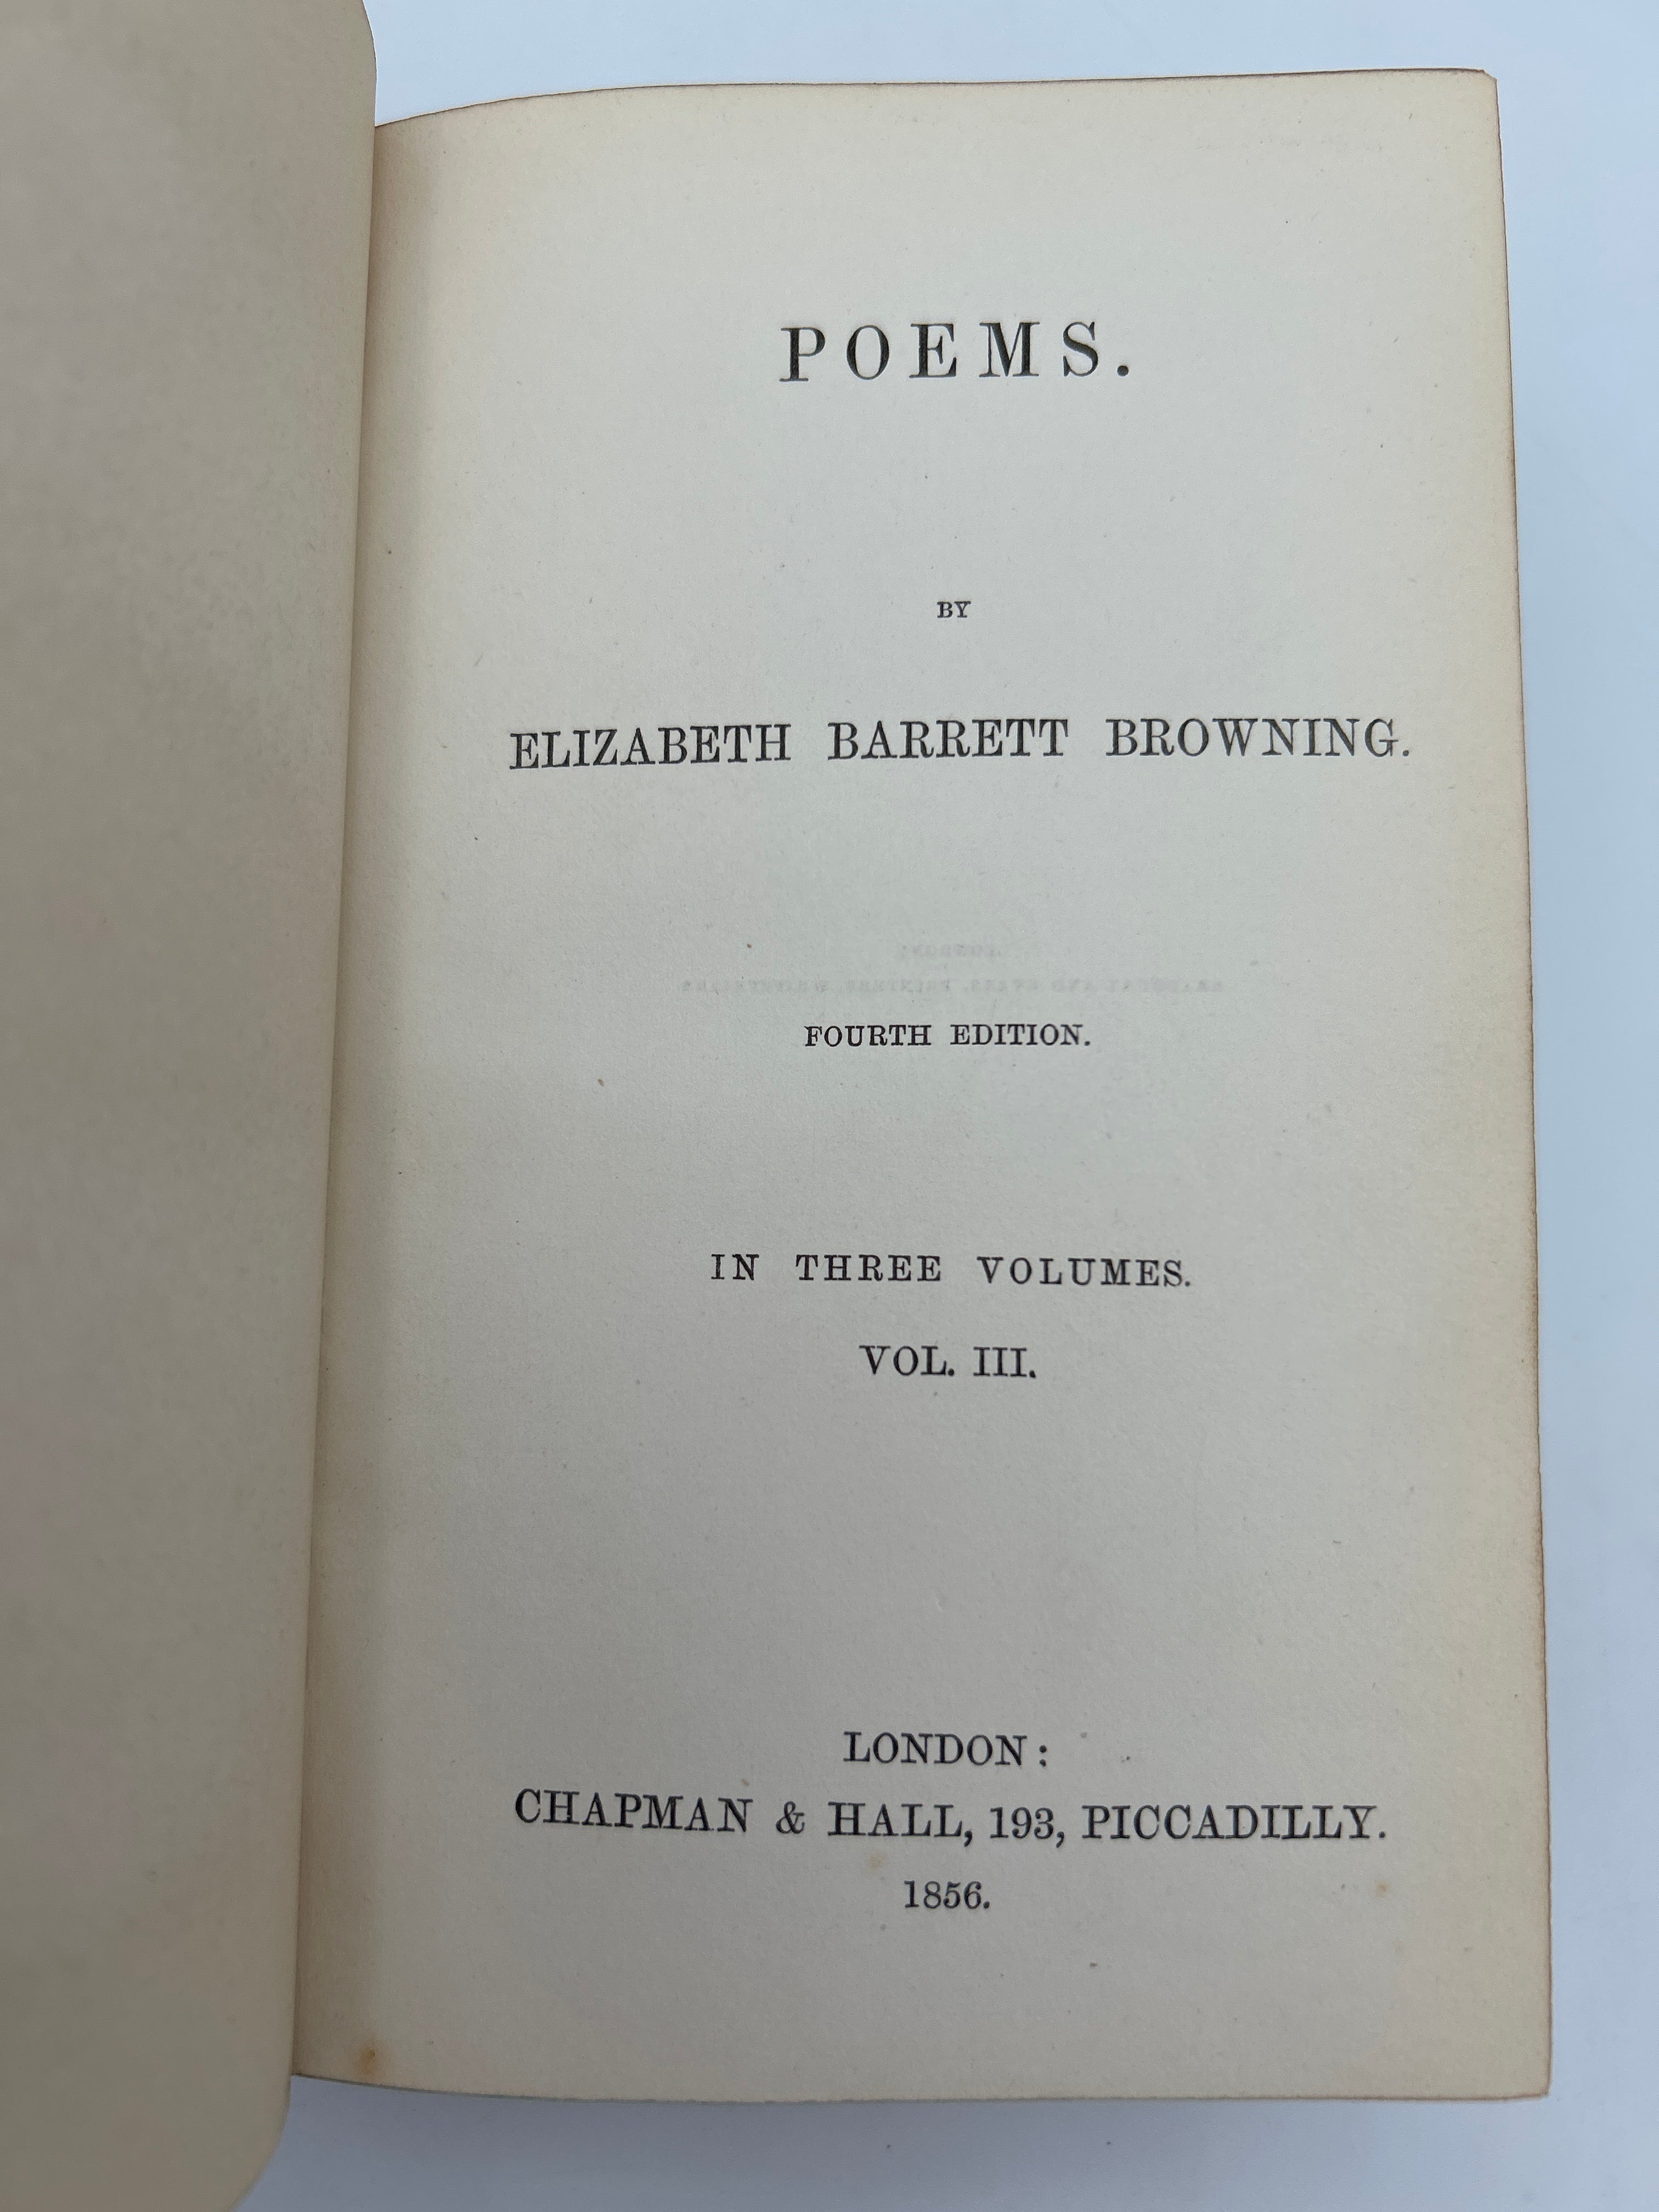 POEMS.
BY
ELIZABETH BARRETT BROWNING.
FOURTH EDITION.
IN THREE VOLUMES.
VOL. III.
LONDON:
CHAPMAN & HALL, 193, PICCADILLY.
1856.